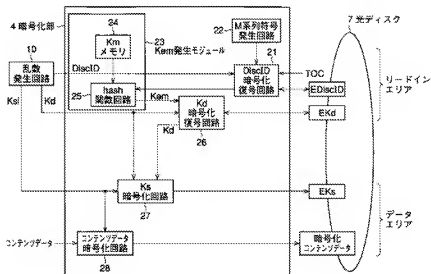 4 暗号化部
24
Km
メモリ
23
Kem発生モジュール
22
M系列符号
発生回路
21
7 光ディスク
10
乱数
発生回路
DiscID
DiscID
暗号化
復号回路
TOC
EDiscID
リードイン
エリア
Ksl
Kd
25
hash
関数回路
Kem
Kd
暗号化
復号回路
26
EKd
Kd
Ks
暗号化回路
27
EKs
データ
エリア
コンテンツデータ
コンテンツデータ
暗号化回路
28
暗号化
コンテンツデータ